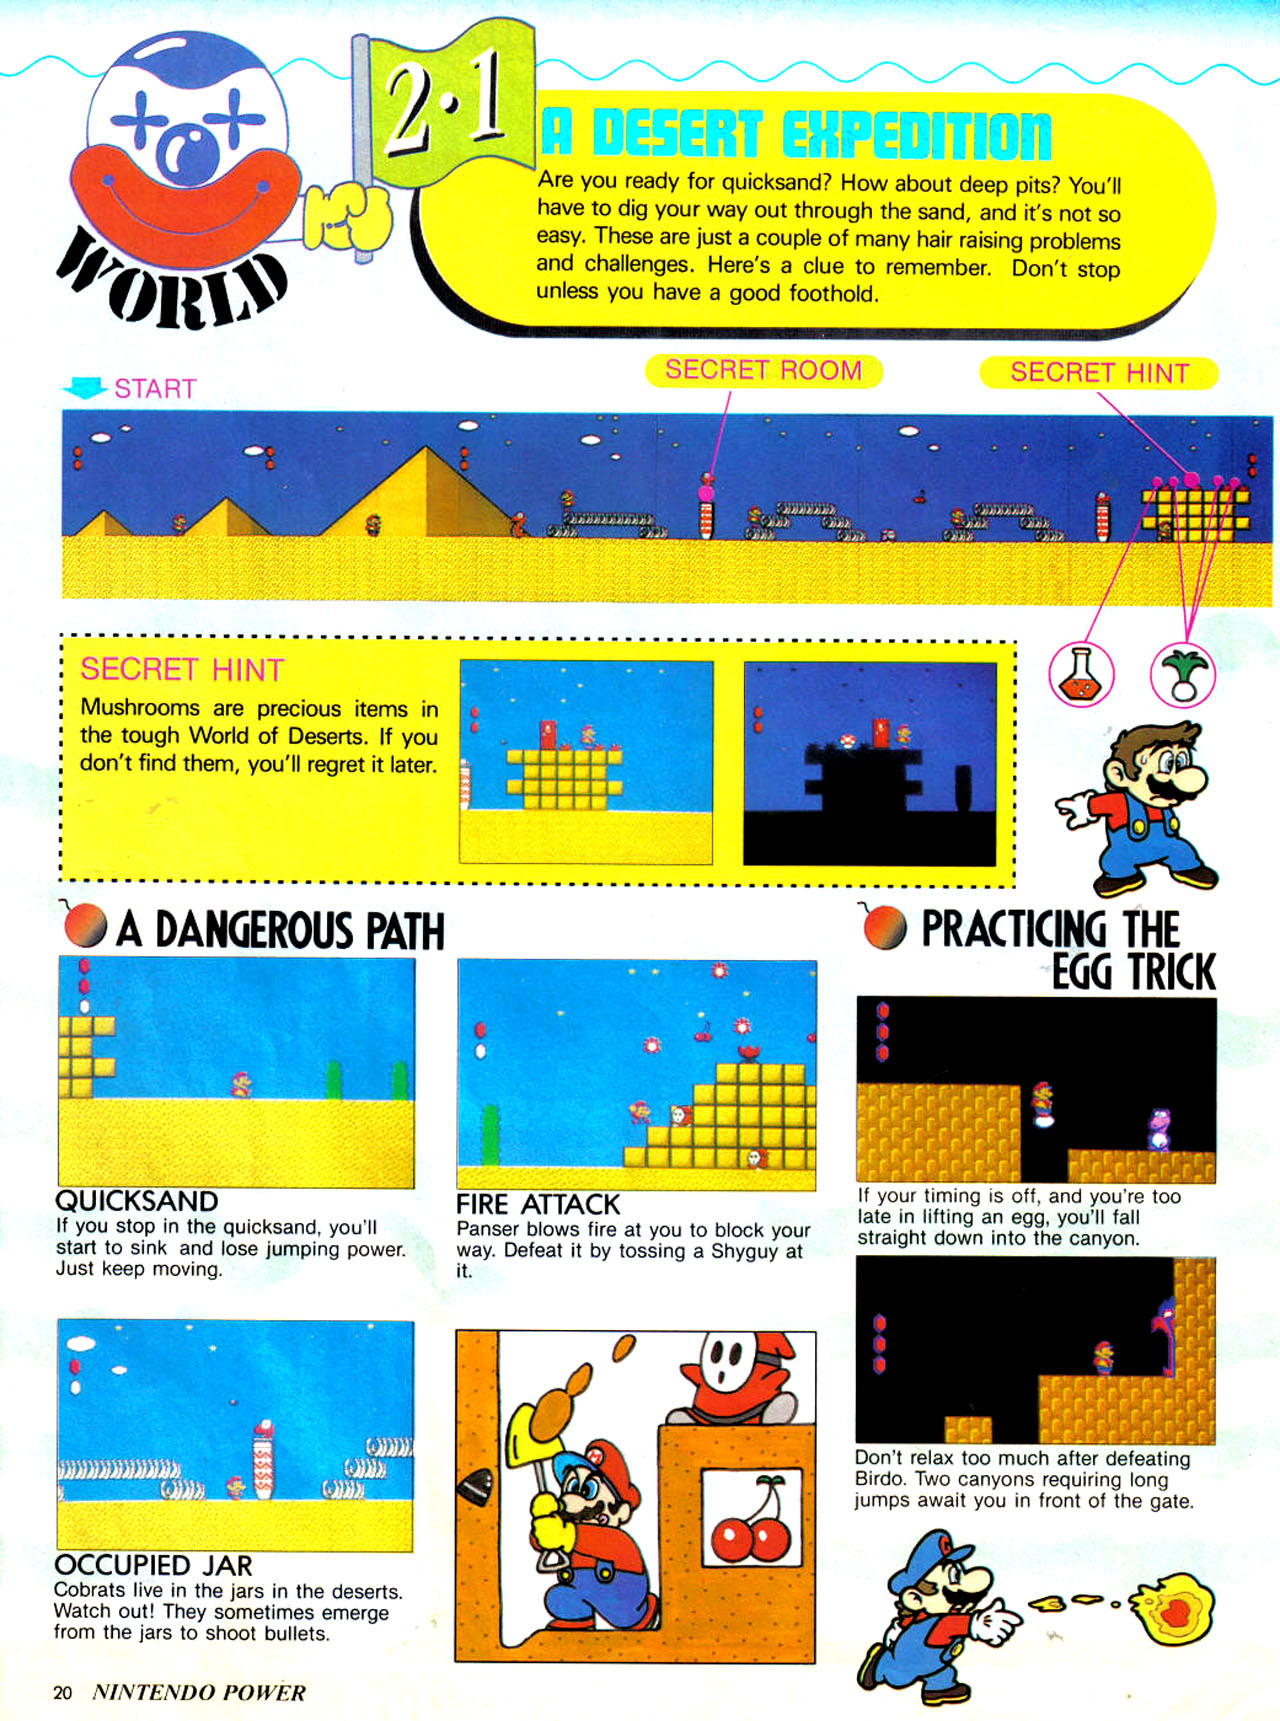 WORLD
2·1
A DESERT EXPEDITION
Are you ready for quicksand? How about deep pits? You'll
have to dig your way out through the sand, and it's not so
easy. These are just a couple of many hair raising problems
and challenges. Here's a clue to remember. Don't stop
unless you have a good foothold.
START
SECRET ROOM
SECRET HINT
SECRET HINT
Mushrooms are precious items in
the tough World of Deserts. If you
don't find them, you'll regret it later.
A DANGEROUS PATH
QUICKSAND
If you stop in the quicksand, you'll
start to sink and lose jumping power.
Just keep moving.
FIRE ATTACK
Panser blows fire at you to block your
way. Defeat it by tossing a Shyguy at
it.
OCCUPIED JAR
Cobrats live in the jars in the deserts.
Watch out! They sometimes emerge
from the jars to shoot bullets.
M
PRACTICING THE
EGG TRICK
If your timing is off, and you're too
late in lifting an egg, you'll fall
straight down into the canyon.
Don't relax too much after defeating
Birdo. Two canyons requiring long
jumps await you in front of the gate.
20 NINTENDO POWER